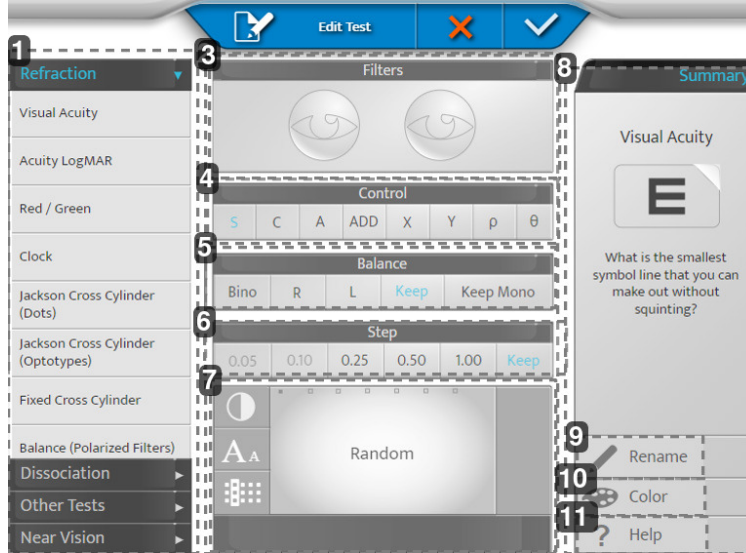 Edit Test
1
Refraction
Visual Acuity
Acuity LogMAR
Red / Green
Clock
Jackson Cross Cylinder
(Dots)
Jackson Cross Cylinder
(Optotypes)
Fixed Cross Cylinder
Balance (Polarized Filters)
Dissociation
Other Tests
Near Vision
3
Filters
4
Control
S C A ADD X Y ρ θ
5
Balance
Bino R L Keep Keep Mono
6
Step
0.05 0.10 0.25 0.50 1.00 Keep
7
A A
Random
8
Summary
Visual Acuity
E
What is the smallest
symbol line that you can
make out without
squinting?
9
Rename
10
Color
11
? Help